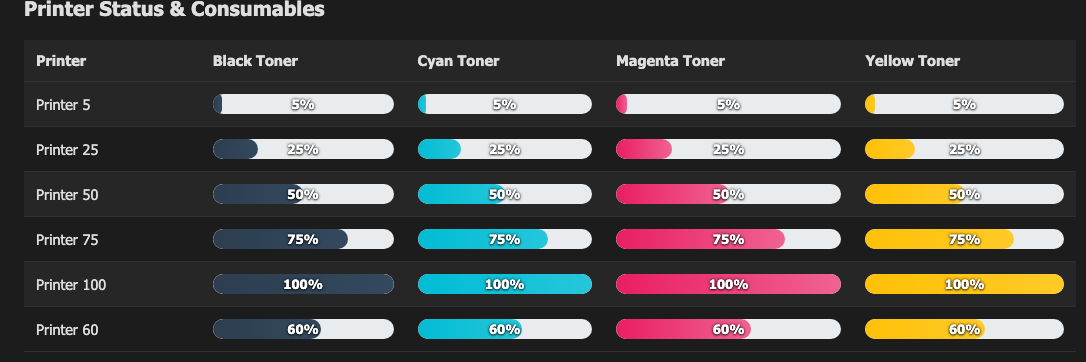 Printer Status & Consumables
Printer Black Toner Cyan Toner Magenta Toner Yellow Toner
Printer 5 5% 5% 5% 5%
Printer 25 25% 25% 25% 25%
Printer 50 50% 50% 50% 50%
Printer 75 75% 75% 75% 75%
Printer 100 100% 100% 100% 100%
Printer 60 60% 60% 60% 60%